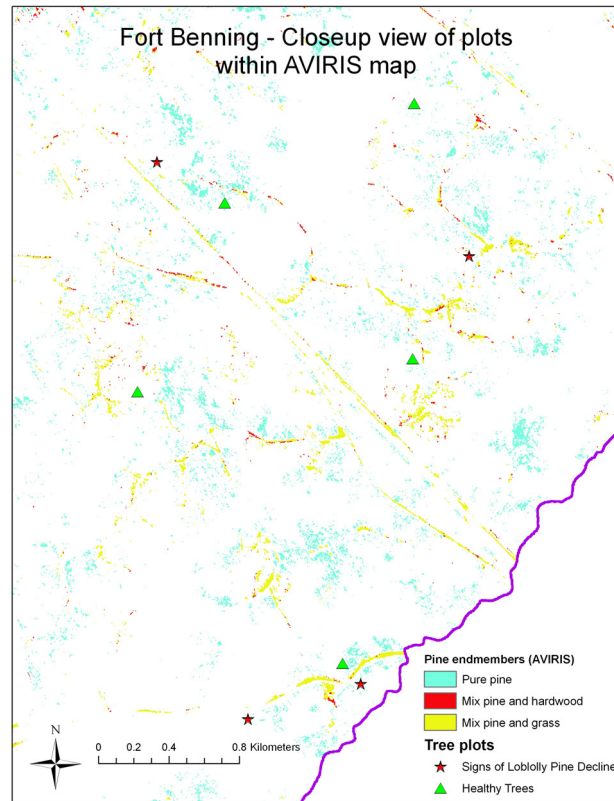 Fort Benning - Closeup view of plots
within AVIRIS map
Pine endmembers (AVIRIS)
Pure pine
Mix pine and hardwood
Mix pine and grass
Tree plots
Signs of Loblolly Pine Decline
Healthy Trees
N
0 0.2 0.4 0.8 Kilometers